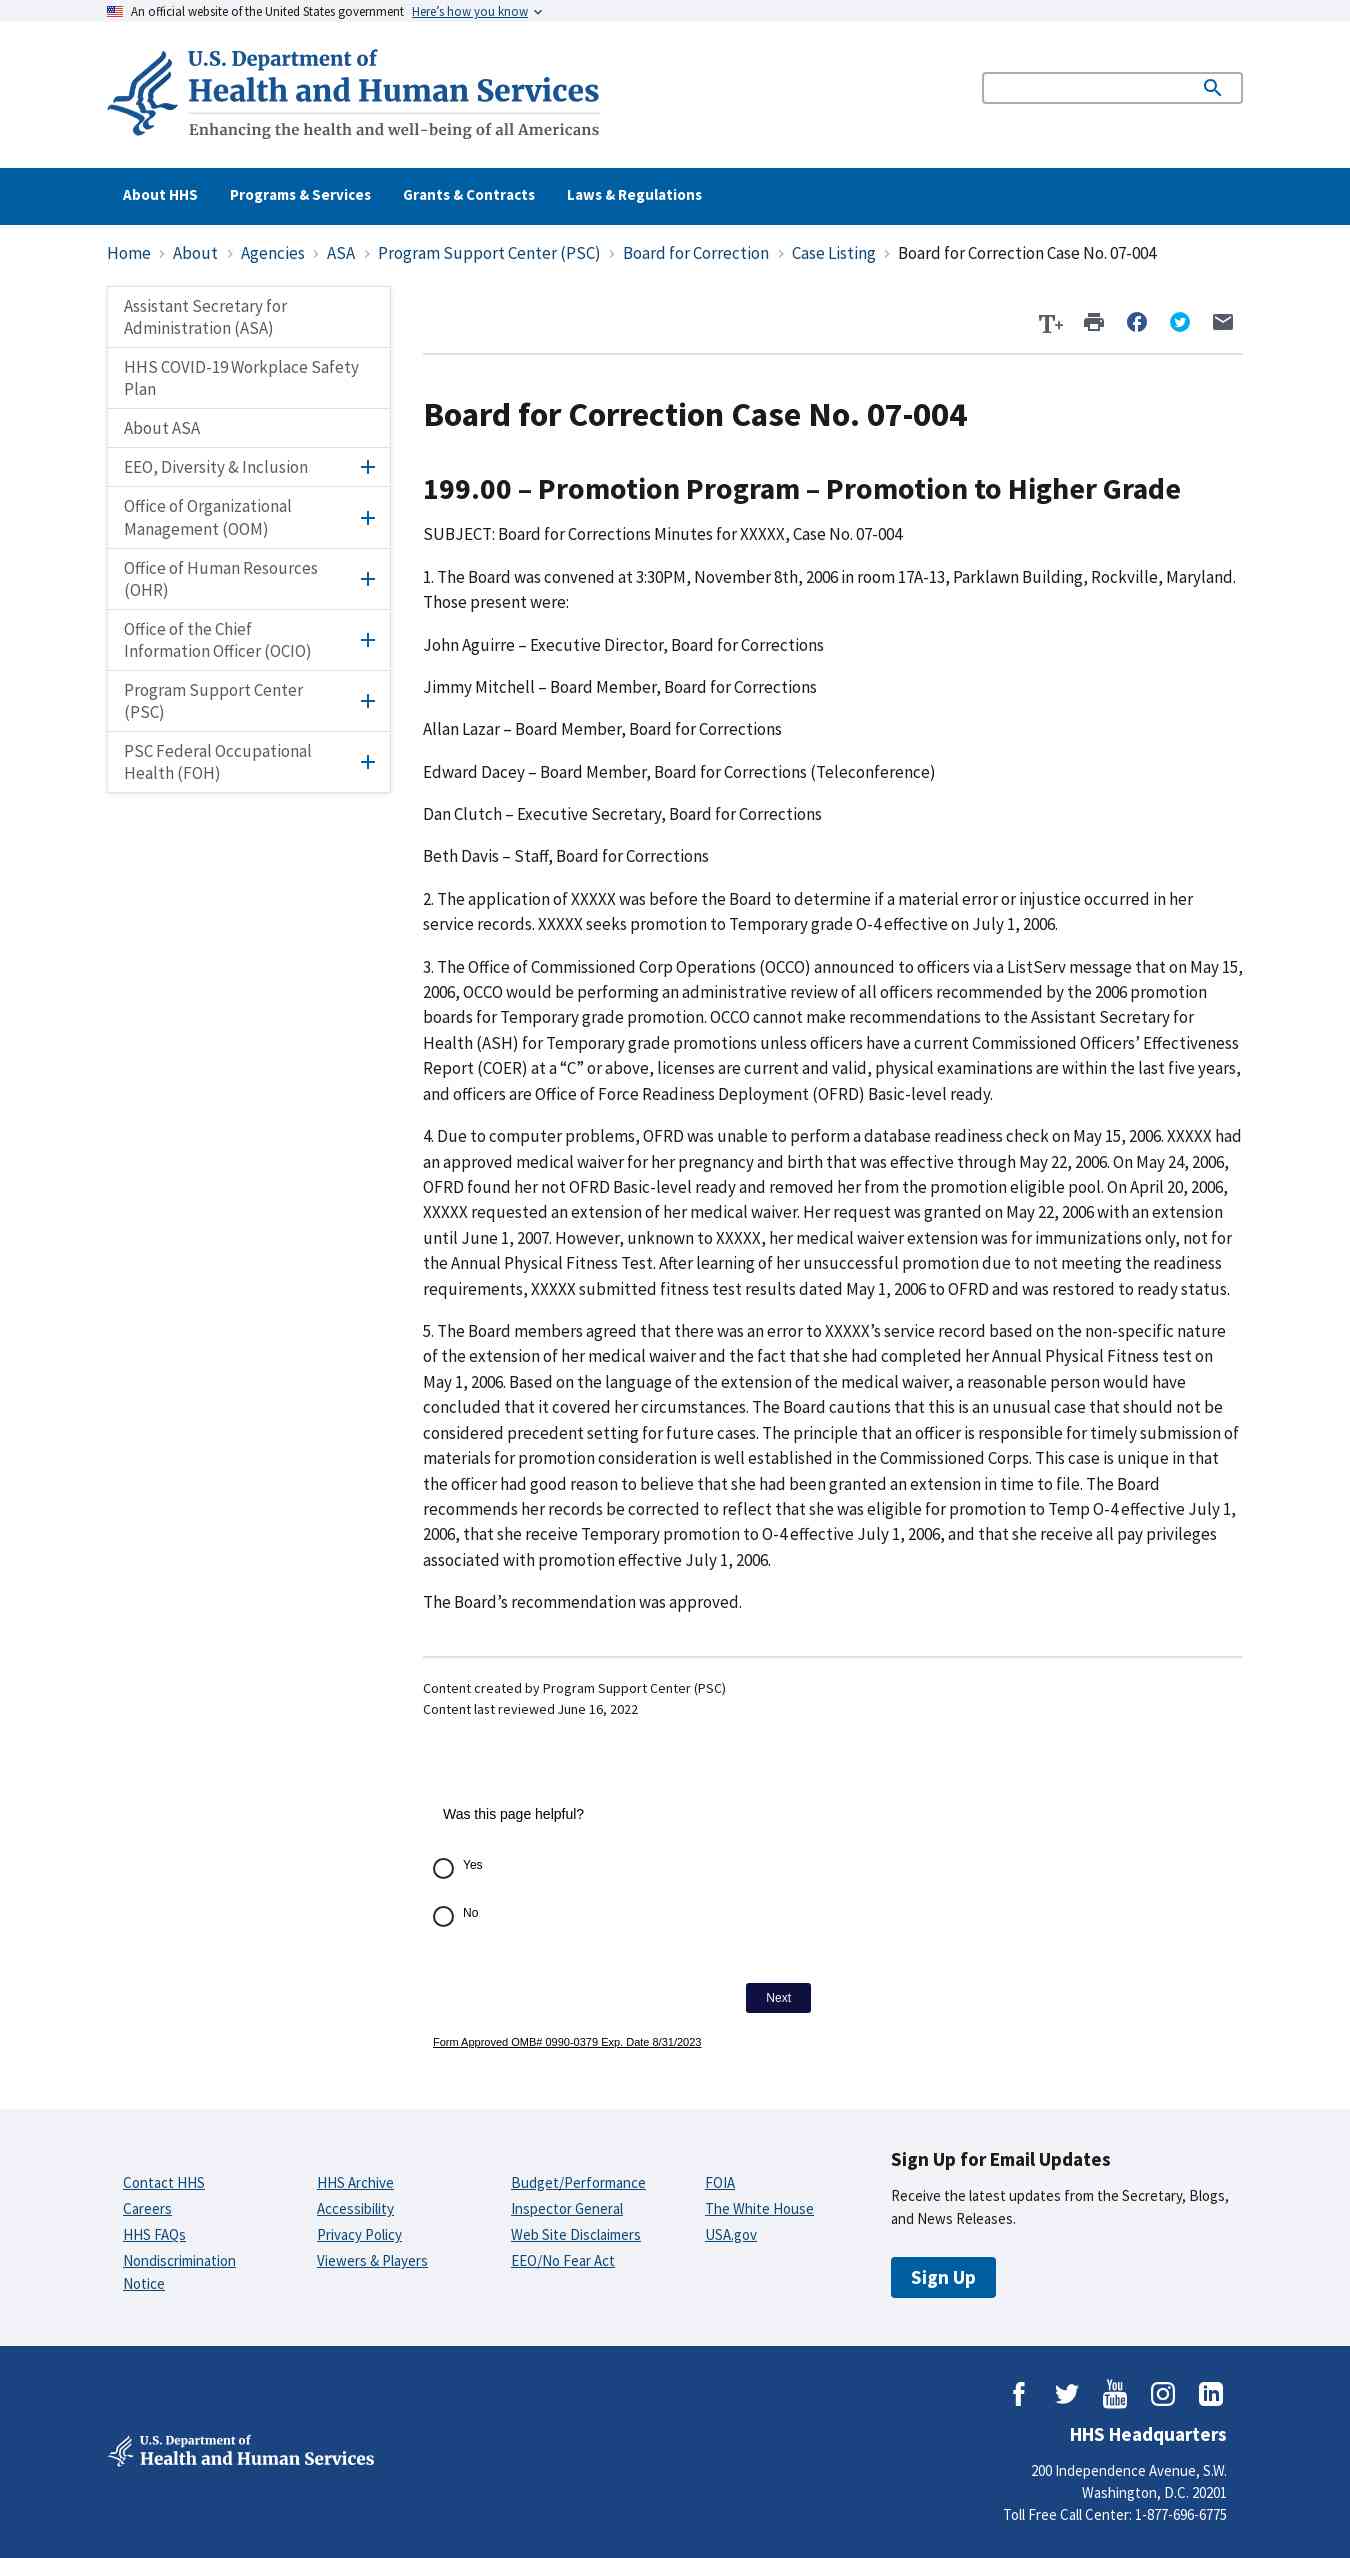 An official website of the United States government Here’s how you know
U.S. Department of
Health and Human Services
Enhancing the health and well-being of all Americans
About HHS Programs & Services Grants & Contracts Laws & Regulations
Home › About › Agencies › ASA › Program Support Center (PSC) › Board for Correction › Case Listing › Board for Correction Case No. 07-004
Assistant Secretary for
Administration (ASA)
HHS COVID-19 Workplace Safety
Plan
About ASA
EEO, Diversity & Inclusion
Office of Organizational
Management (OOM)
Office of Human Resources
(OHR)
Office of the Chief
Information Officer (OCIO)
Program Support Center
(PSC)
PSC Federal Occupational
Health (FOH)
T+
Board for Correction Case No. 07-004
199.00 – Promotion Program – Promotion to Higher Grade
SUBJECT: Board for Corrections Minutes for XXXXX, Case No. 07-004
1. The Board was convened at 3:30PM, November 8th, 2006 in room 17A-13, Parklawn Building, Rockville, Maryland.
Those present were:
John Aguirre – Executive Director, Board for Corrections
Jimmy Mitchell – Board Member, Board for Corrections
Allan Lazar – Board Member, Board for Corrections
Edward Dacey – Board Member, Board for Corrections (Teleconference)
Dan Clutch – Executive Secretary, Board for Corrections
Beth Davis – Staff, Board for Corrections
2. The application of XXXXX was before the Board to determine if a material error or injustice occurred in her
service records. XXXXX seeks promotion to Temporary grade O-4 effective on July 1, 2006.
3. The Office of Commissioned Corp Operations (OCCO) announced to officers via a ListServ message that on May 15,
2006, OCCO would be performing an administrative review of all officers recommended by the 2006 promotion
boards for Temporary grade promotion. OCCO cannot make recommendations to the Assistant Secretary for
Health (ASH) for Temporary grade promotions unless officers have a current Commissioned Officers’ Effectiveness
Report (COER) at a “C” or above, licenses are current and valid, physical examinations are within the last five years,
and officers are Office of Force Readiness Deployment (OFRD) Basic-level ready.
4. Due to computer problems, OFRD was unable to perform a database readiness check on May 15, 2006. XXXXX had
an approved medical waiver for her pregnancy and birth that was effective through May 22, 2006. On May 24, 2006,
OFRD found her not OFRD Basic-level ready and removed her from the promotion eligible pool. On April 20, 2006,
XXXXX requested an extension of her medical waiver. Her request was granted on May 22, 2006 with an extension
until June 1, 2007. However, unknown to XXXXX, her medical waiver extension was for immunizations only, not for
the Annual Physical Fitness Test. After learning of her unsuccessful promotion due to not meeting the readiness
requirements, XXXXX submitted fitness test results dated May 1, 2006 to OFRD and was restored to ready status.
5. The Board members agreed that there was an error to XXXXX’s service record based on the non-specific nature
of the extension of her medical waiver and the fact that she had completed her Annual Physical Fitness test on
May 1, 2006. Based on the language of the extension of the medical waiver, a reasonable person would have
concluded that it covered her circumstances. The Board cautions that this is an unusual case that should not be
considered precedent setting for future cases. The principle that an officer is responsible for timely submission of
materials for promotion consideration is well established in the Commissioned Corps. This case is unique in that
the officer had good reason to believe that she had been granted an extension in time to file. The Board
recommends her records be corrected to reflect that she was eligible for promotion to Temp O-4 effective July 1,
2006, that she receive Temporary promotion to O-4 effective July 1, 2006, and that she receive all pay privileges
associated with promotion effective July 1, 2006.
The Board’s recommendation was approved.
Content created by Program Support Center (PSC)
Content last reviewed June 16, 2022
Was this page helpful?
Yes
No
Next
Form Approved OMB# 0990-0379 Exp. Date 8/31/2023
Contact HHS
Careers
HHS FAQs
Nondiscrimination
Notice
HHS Archive
Accessibility
Privacy Policy
Viewers & Players
Budget/Performance
Inspector General
Web Site Disclaimers
EEO/No Fear Act
FOIA
The White House
USA.gov
Sign Up for Email Updates
Receive the latest updates from the Secretary, Blogs,
and News Releases.
Sign Up
You
Tube
U.S. Department of
Health and Human Services
HHS Headquarters
200 Independence Avenue, S.W.
Washington, D.C. 20201
Toll Free Call Center: 1-877-696-6775